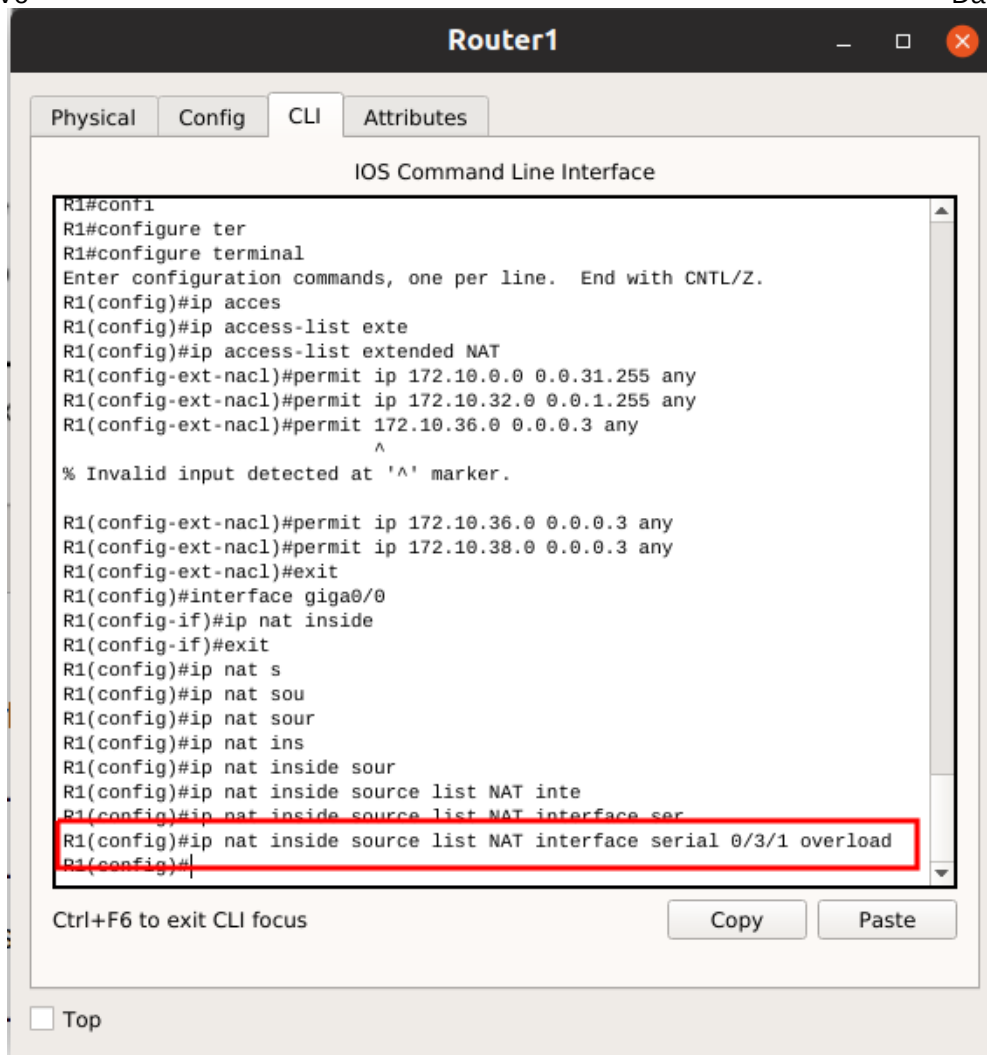 Router1
Physical Config CLI Attributes
IOS Command Line Interface
R1#confi
R1#configure ter
R1#configure terminal
Enter configuration commands, one per line.  End with CNTL/Z.
R1(config)#ip acces
R1(config)#ip access-list exte
R1(config)#ip access-list extended NAT
R1(config-ext-nacl)#permit ip 172.10.0.0 0.0.31.255 any
R1(config-ext-nacl)#permit ip 172.10.32.0 0.0.1.255 any
R1(config-ext-nacl)#permit 172.10.36.0 0.0.0.3 any
^
% Invalid input detected at '^' marker.
R1(config-ext-nacl)#permit ip 172.10.36.0 0.0.0.3 any
R1(config-ext-nacl)#permit ip 172.10.38.0 0.0.0.3 any
R1(config-ext-nacl)#exit
R1(config)#interface giga0/0
R1(config-if)#ip nat inside
R1(config-if)#exit
R1(config)#ip nat s
R1(config)#ip nat sou
R1(config)#ip nat sour
R1(config)#ip nat ins
R1(config)#ip nat inside sour
R1(config)#ip nat inside source list NAT inte
R1(config)#ip nat inside source list NAT interface ser
R1(config)#ip nat inside source list NAT interface serial 0/3/1 overload
R1(config)#
Ctrl+F6 to exit CLI focus
Copy Paste
Top